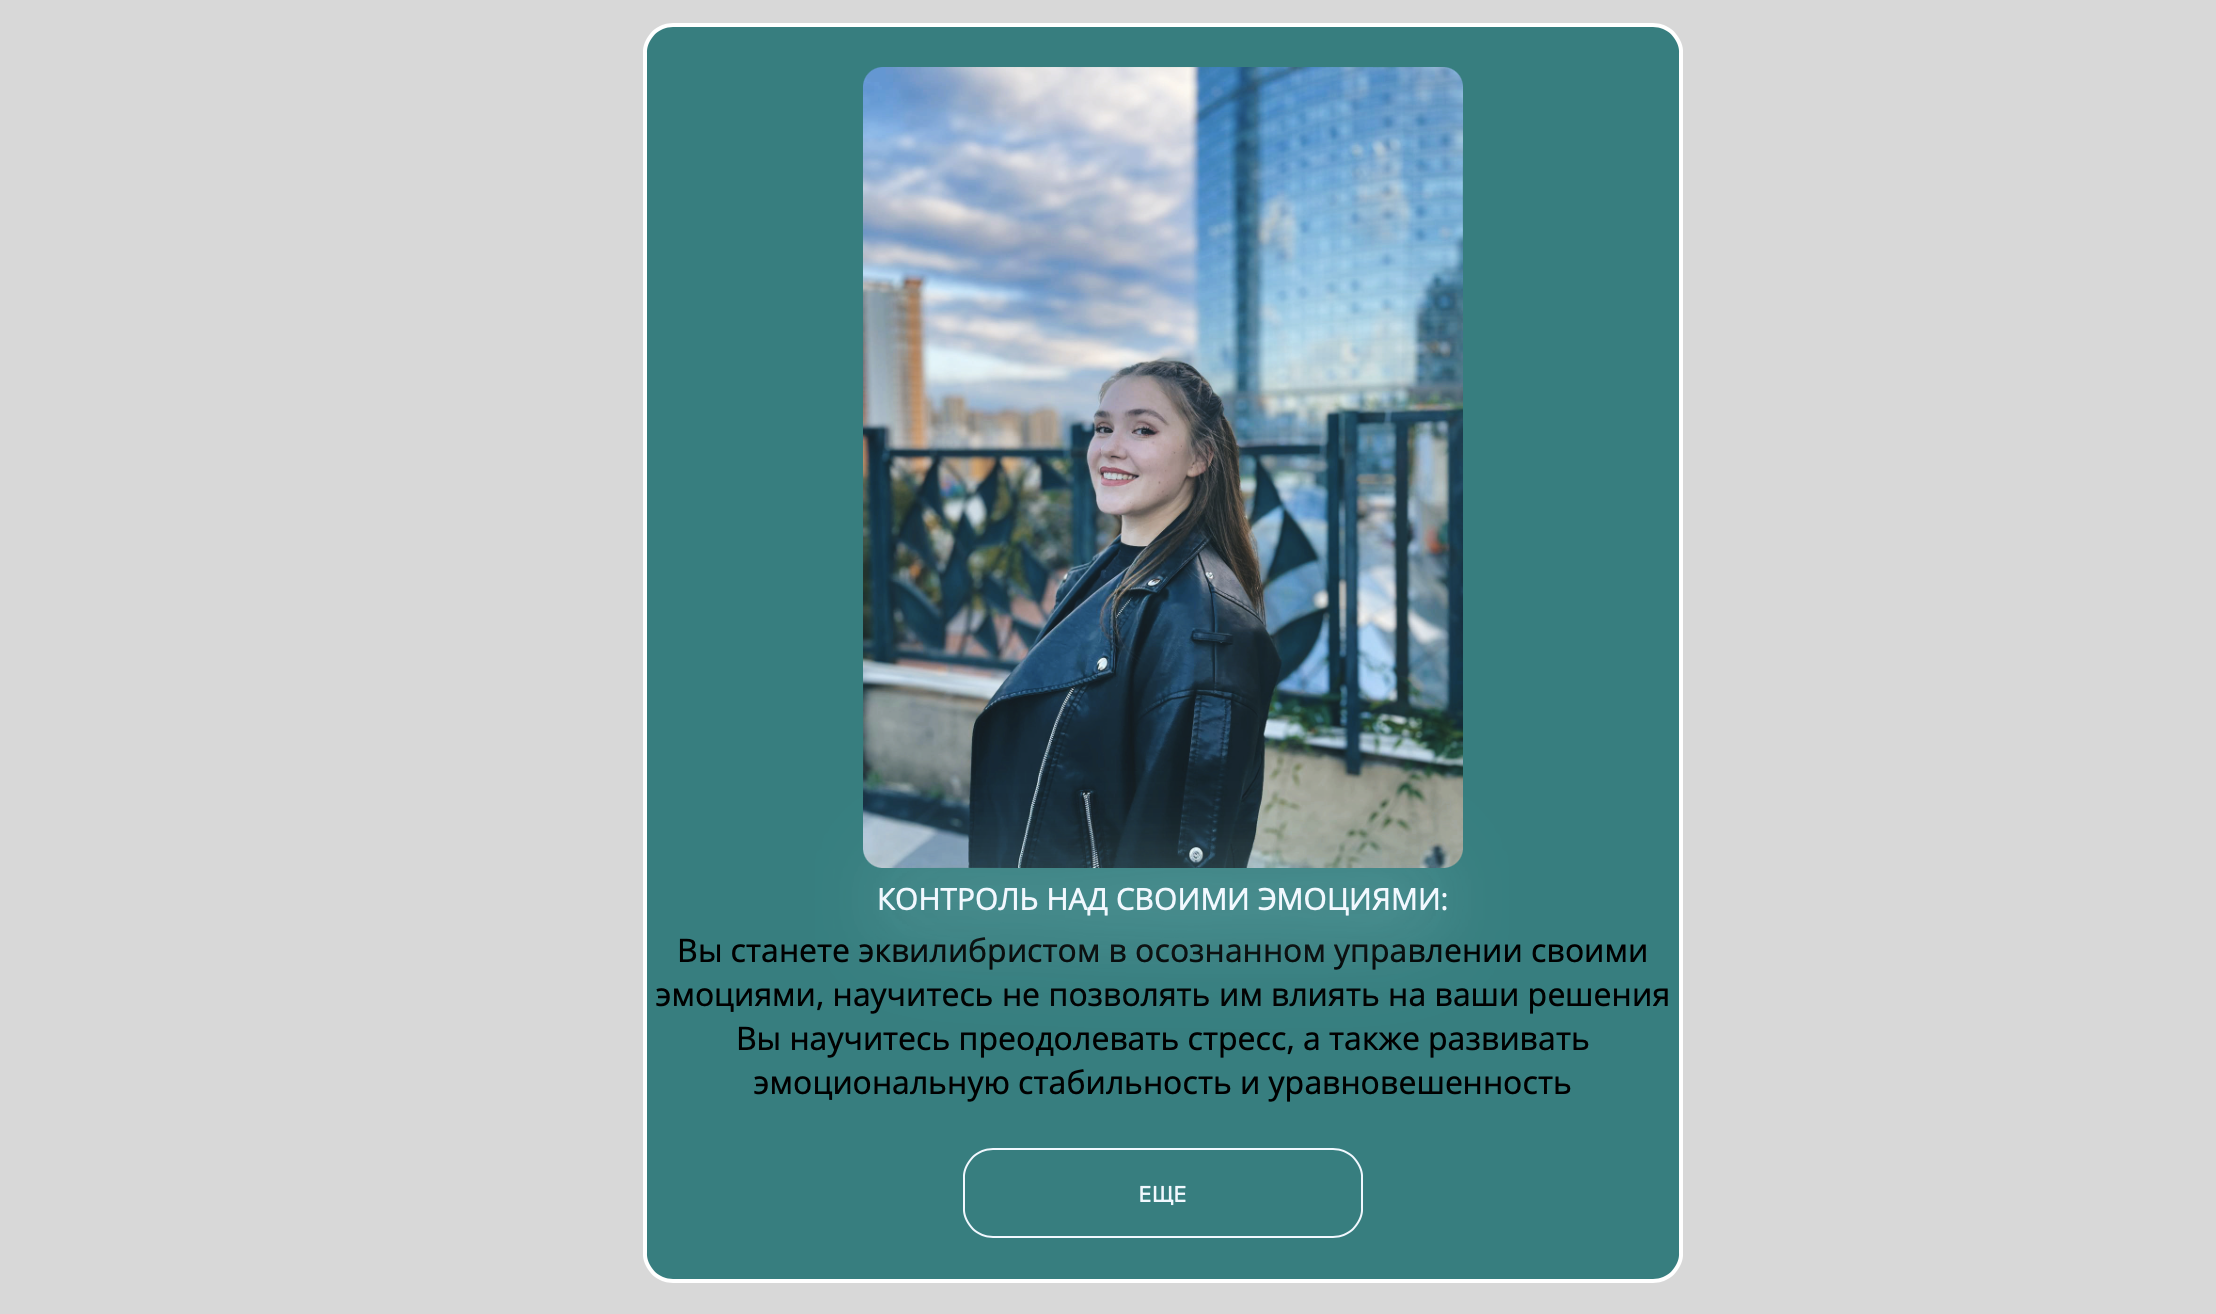 КОНТРОЛЬ НАД СВОИМИ ЭМОЦИЯМИ:
Вы станете эквилибристом в осознанном управлении своими
эмоциями, научитесь не позволять им влиять на ваши решения
Вы научитесь преодолевать стресс, а также развивать
эмоциональную стабильность и уравновешенность
ЕЩЕ